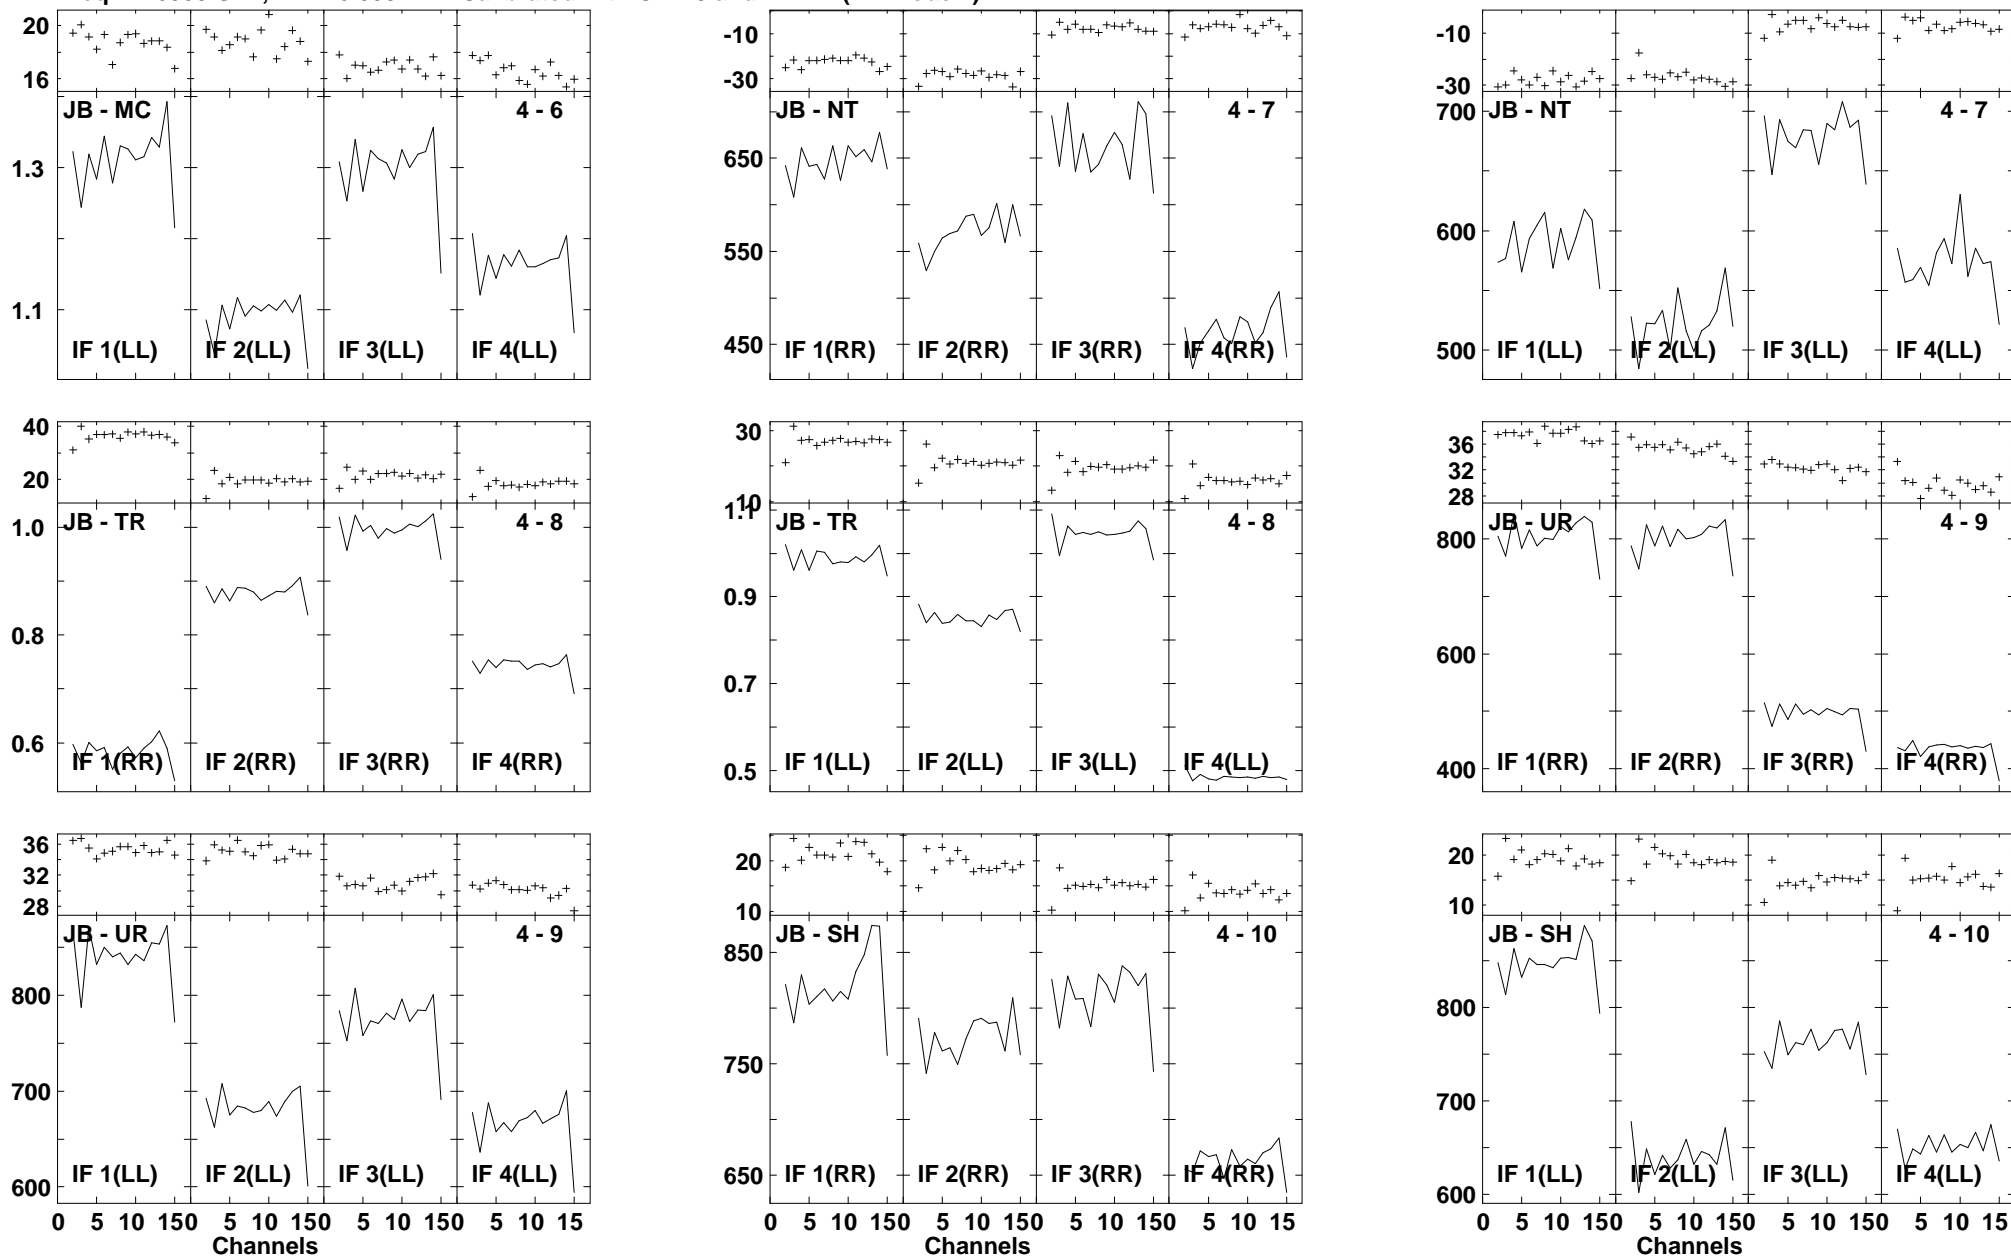 20
16
JB - MC
4 - 6
1.3
1.1
IF 1(LL)
IF 2(LL)
IF 3(LL)
IF 4(LL)
-10
-30
JB - NT
4 - 7
650
550
450
IF 1(RR)
IF 2(RR)
IF 3(RR)
IF 4(RR)
-10
-30
700
JB - NT
4 - 7
600
500
IF 1(LL)
IF 2(LL)
IF 3(LL)
IF 4(LL)
40
20
JB - TR
4 - 8
1.0
0.8
0.6
IF 1(RR)
IF 2(RR)
IF 3(RR)
IF 4(RR)
30
10
1.1
JB - TR
4 - 8
0.9
0.7
0.5
IF 1(LL)
IF 2(LL)
IF 3(LL)
IF 4(LL)
36
32
28
JB - UR
4 - 9
800
600
400
IF 1(RR)
IF 2(RR)
IF 3(RR)
IF 4(RR)
36
32
28
JB - UR
4 - 9
800
700
600
IF 1(LL)
IF 2(LL)
IF 3(LL)
IF 4(LL)
0 5 10 150 5 10 150 5 10 150 5 10 15
Channels
20
10
JB - SH
4 - 10
850
750
650
IF 1(RR)
IF 2(RR)
IF 3(RR)
IF 4(RR)
0 5 10 150 5 10 150 5 10 150 5 10 15
Channels
20
10
JB - SH
4 - 10
800
700
600
IF 1(LL)
IF 2(LL)
IF 3(LL)
IF 4(LL)
0 5 10 150 5 10 150 5 10 150 5 10 15
Channels